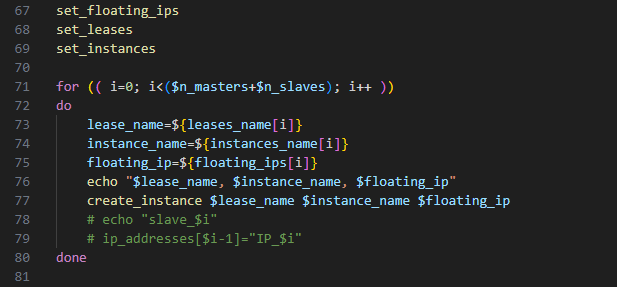 67 set_floating_ips
68 set_leases
69 set_instances
70
71 for (( i=0; i<($n_masters+$n_slaves); i++ ))
72 do
73     lease_name=${leases_name[i]}
74     instance_name=${instances_name[i]}
75     floating_ip=${floating_ips[i]}
76     echo "$lease_name, $instance_name, $floating_ip"
77     create_instance $lease_name $instance_name $floating_ip
78     # echo "slave_$i"
79     # ip_addresses[$i-1]="IP_$i"
80 done
81